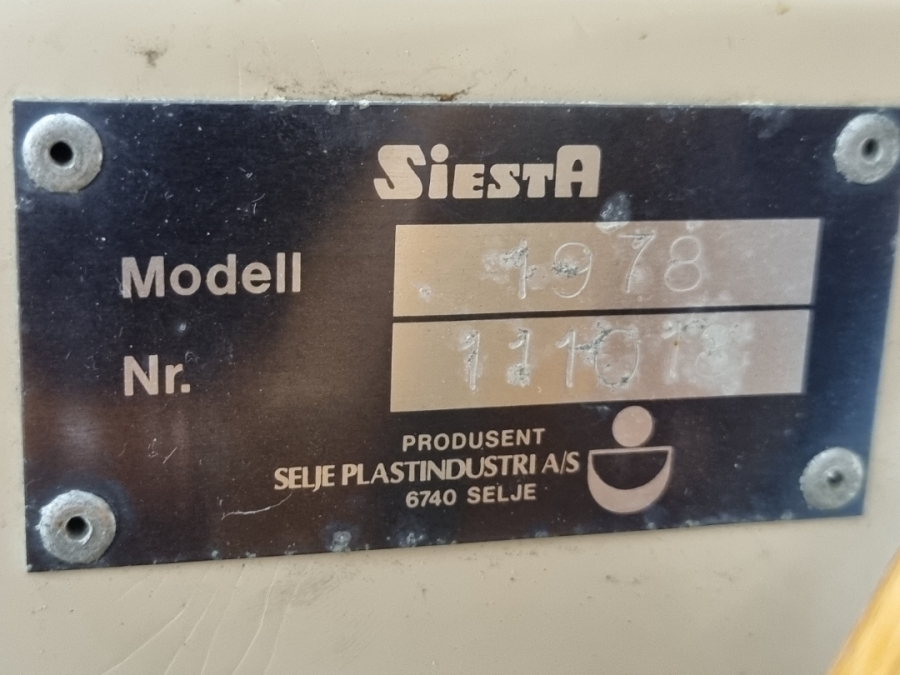 SiestA
Modell 1978
Nr.
PRODUSENT
SELJE PLASTINDUSTRI A/S
6740 SELJE